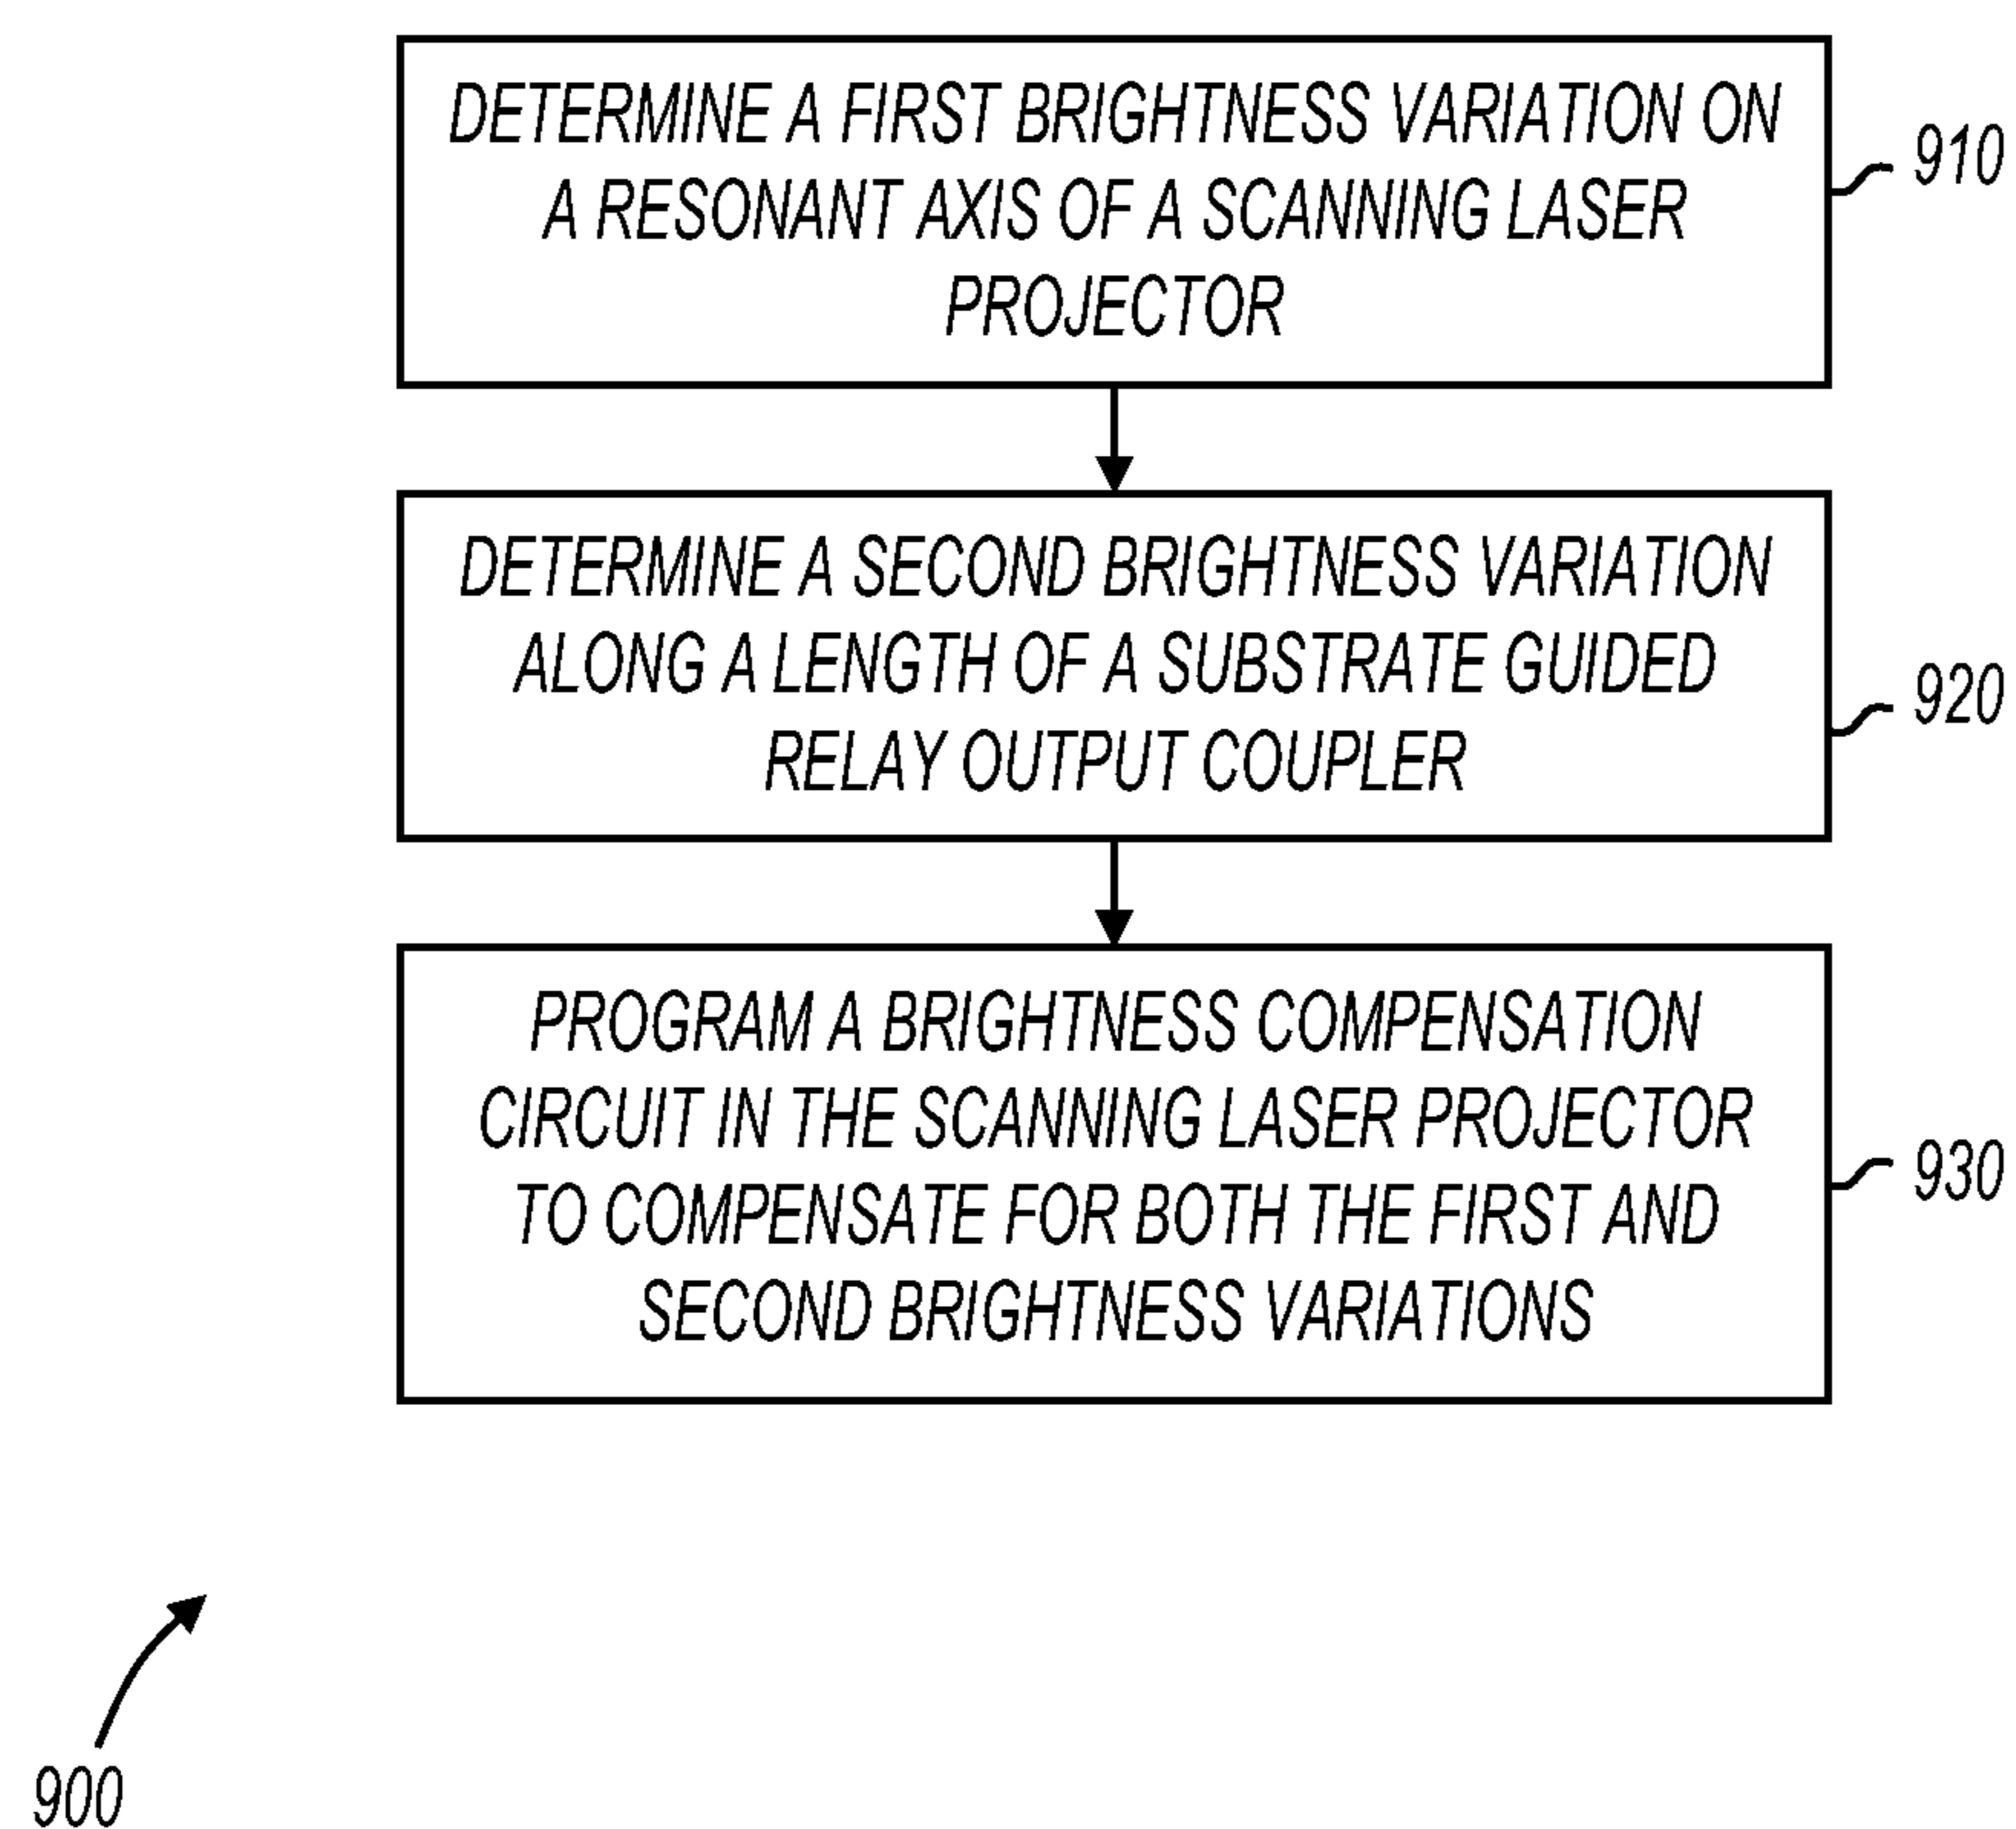 DETERMINE A FIRST BRIGHTNESS VARIATION ON
A RESONANT AXIS OF A SCANNING LASER
PROJECTOR
910
DETERMINE A SECOND BRIGHTNESS VARIATION
ALONG A LENGTH OF A SUBSTRATE GUIDED
RELAY OUTPUT COUPLER
920
PROGRAM A BRIGHTNESS COMPENSATION
CIRCUIT IN THE SCANNING LASER PROJECTOR
TO COMPENSATE FOR BOTH THE FIRST AND
SECOND BRIGHTNESS VARIATIONS
930
900